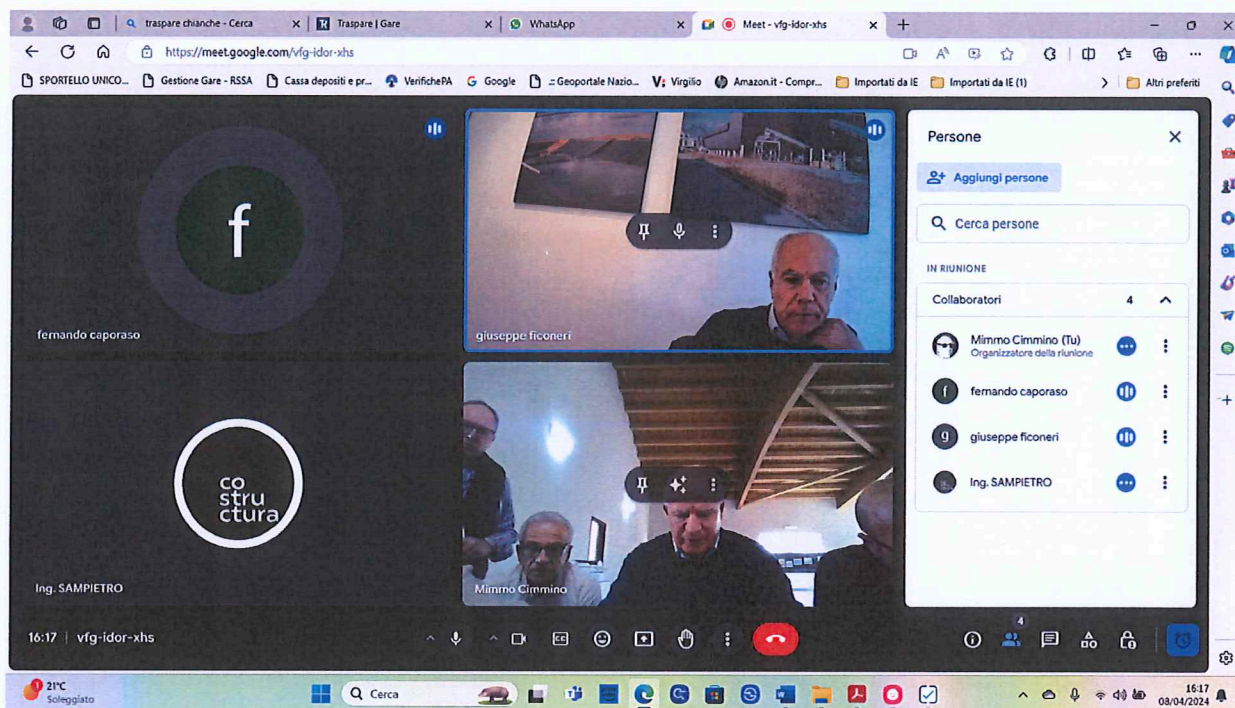 traspare chianche - Cerca
Traspare | Gare
WhatsApp
Meet - vfg-idor-xhs
https://meet.google.com/vfg-idor-xhs
SPORTELLO UNICO...
Gestione Gare - RSSA
Cassa depositi e pr...
VerifichePA
Google
.::Geoportale Nazio...
Virgilio
Amazon.it - Compr...
Importati da IE
Importati da IE (1)
Altri preferiti
f
fernando caporaso
giuseppe ficoneri
co
stru
ctura
Ing. SAMPIETRO
Mimmo Cimmino
Persone
Aggiungi persone
Cerca persone
IN RIUNIONE
Collaboratori 4
Mimmo Cimmino (Tu)
Organizzatore della riunione
f fernando caporaso
g giuseppe ficoneri
Ing. SAMPIETRO
16:17 | vfg-idor-xhs
CC
4
1
21°C
Soleggiato
Cerca
16:17
08/04/2024